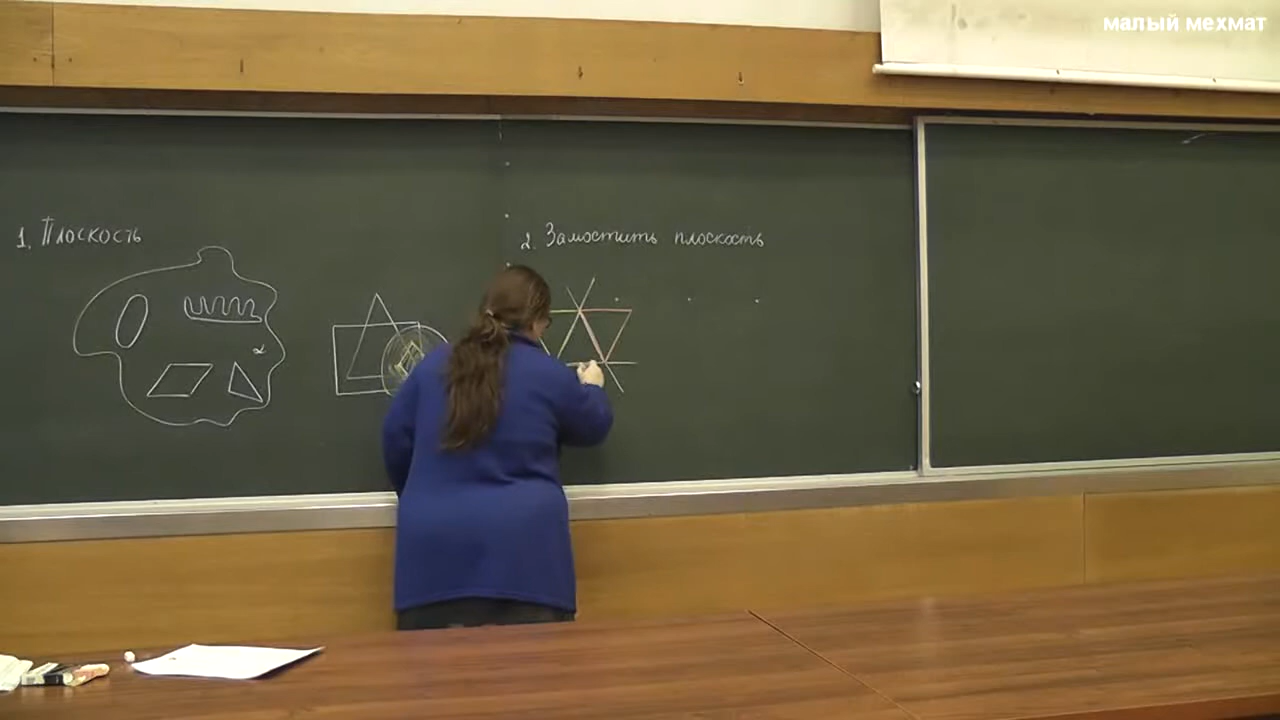 малый мехмат
1. Плоскость
2. Замостить плоскость
α